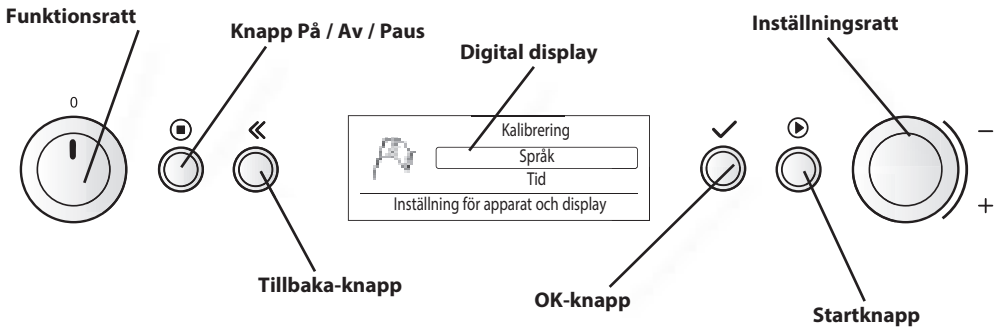 Funktionsratt
Knapp På / Av / Paus
Digital display
Inställningsratt
0
Kalibrering
Språk
Tid
Inställning för apparat och display
−
+
Tillbaka-knapp
OK-knapp
Startknapp